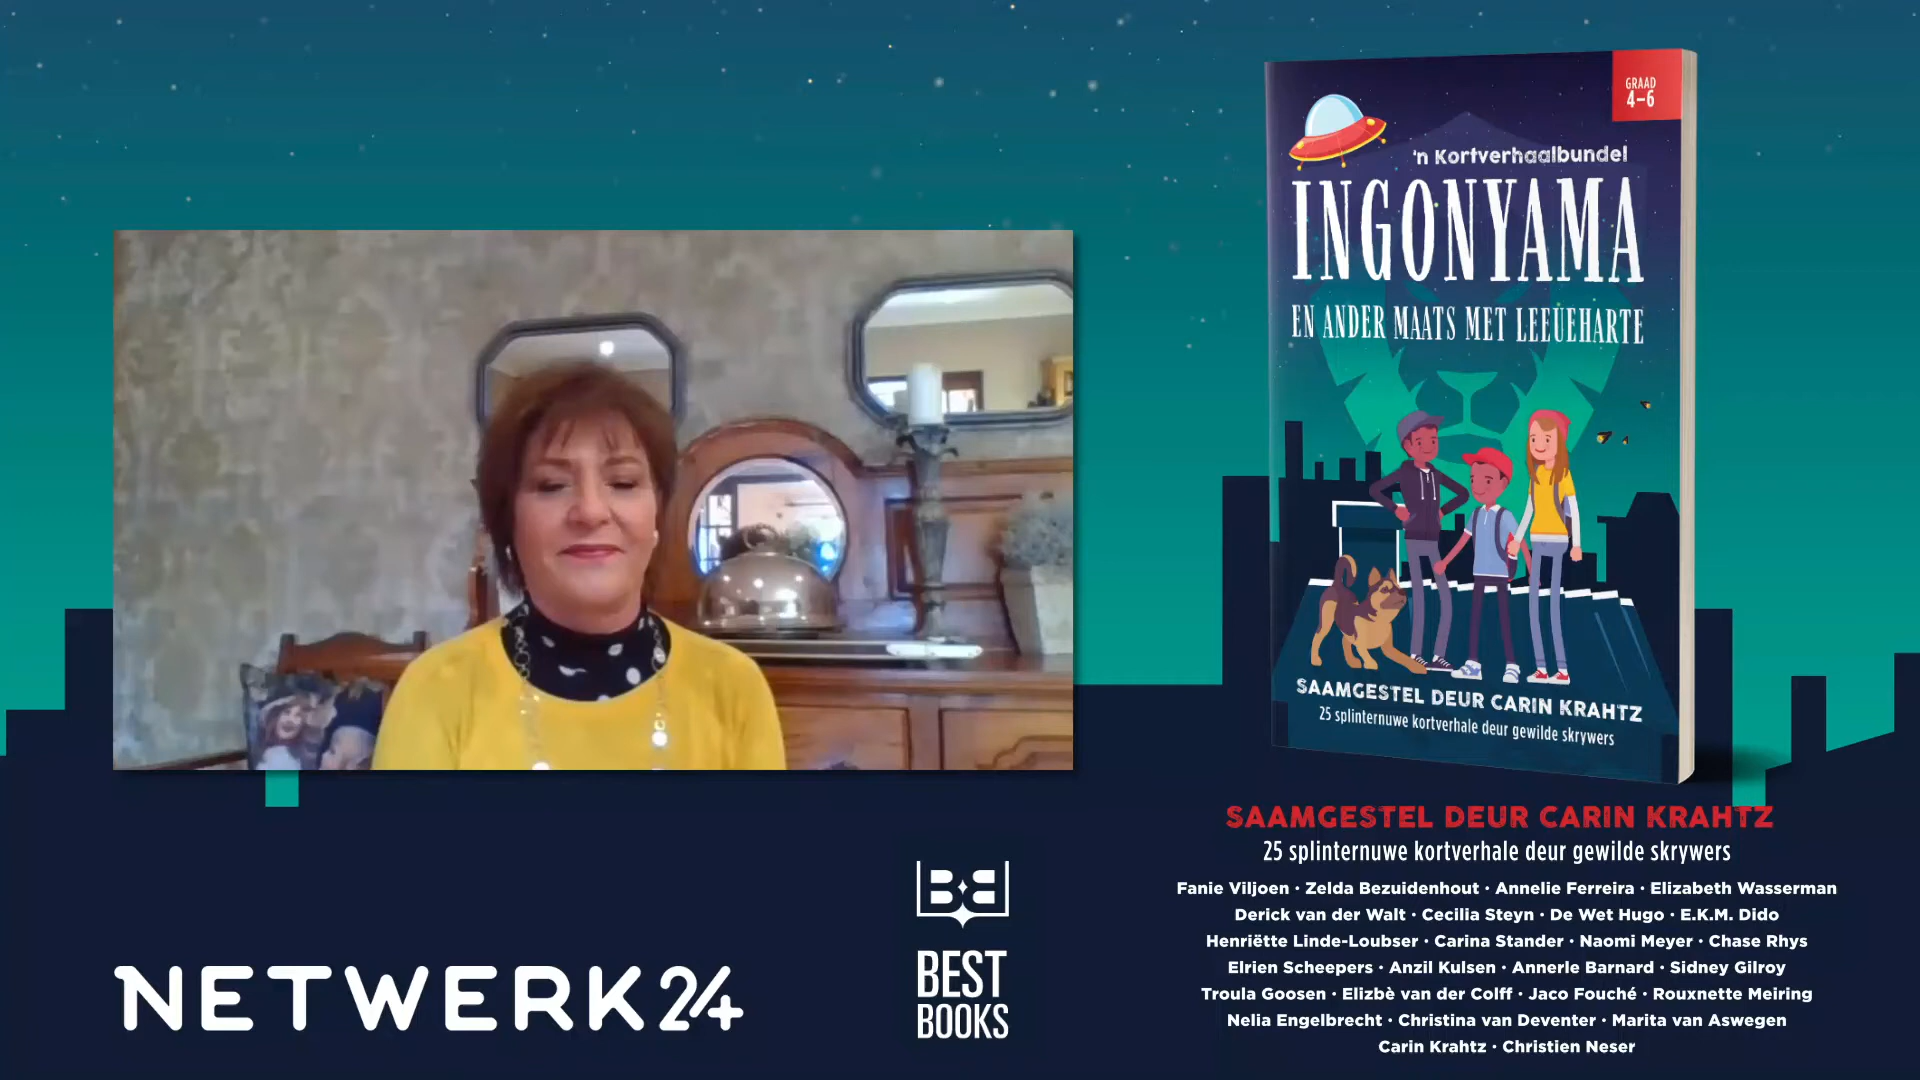 GRAAD
4–6
'n Kortverhaalbundel
INGONYAMA
EN ANDER MAATS MET LEEUEHARTE
SAAMGESTEL DEUR CARIN KRAHTZ
25 splinternuwe kortverhale deur gewilde skrywers
SAAMGESTEL DEUR CARIN KRAHTZ
25 splinternuwe kortverhale deur gewilde skrywers
Fanie Viljoen · Zelda Bezuidenhout · Annelie Ferreira · Elizabeth Wasserman
Derick van der Walt · Cecilia Steyn · De Wet Hugo · E.K.M. Dido
Henriëtte Linde-Loubser · Carina Stander · Naomi Meyer · Chase Rhys
Elrien Scheepers · Anzil Kulsen · Annerle Barnard · Sidney Gilroy
Troula Goosen · Elizbè van der Colff · Jaco Fouché · Rouxnette Meiring
Nelia Engelbrecht · Christina van Deventer · Marita van Aswegen
Carin Krahtz · Christien Neser
BB
BEST
BOOKS
NETWERK24